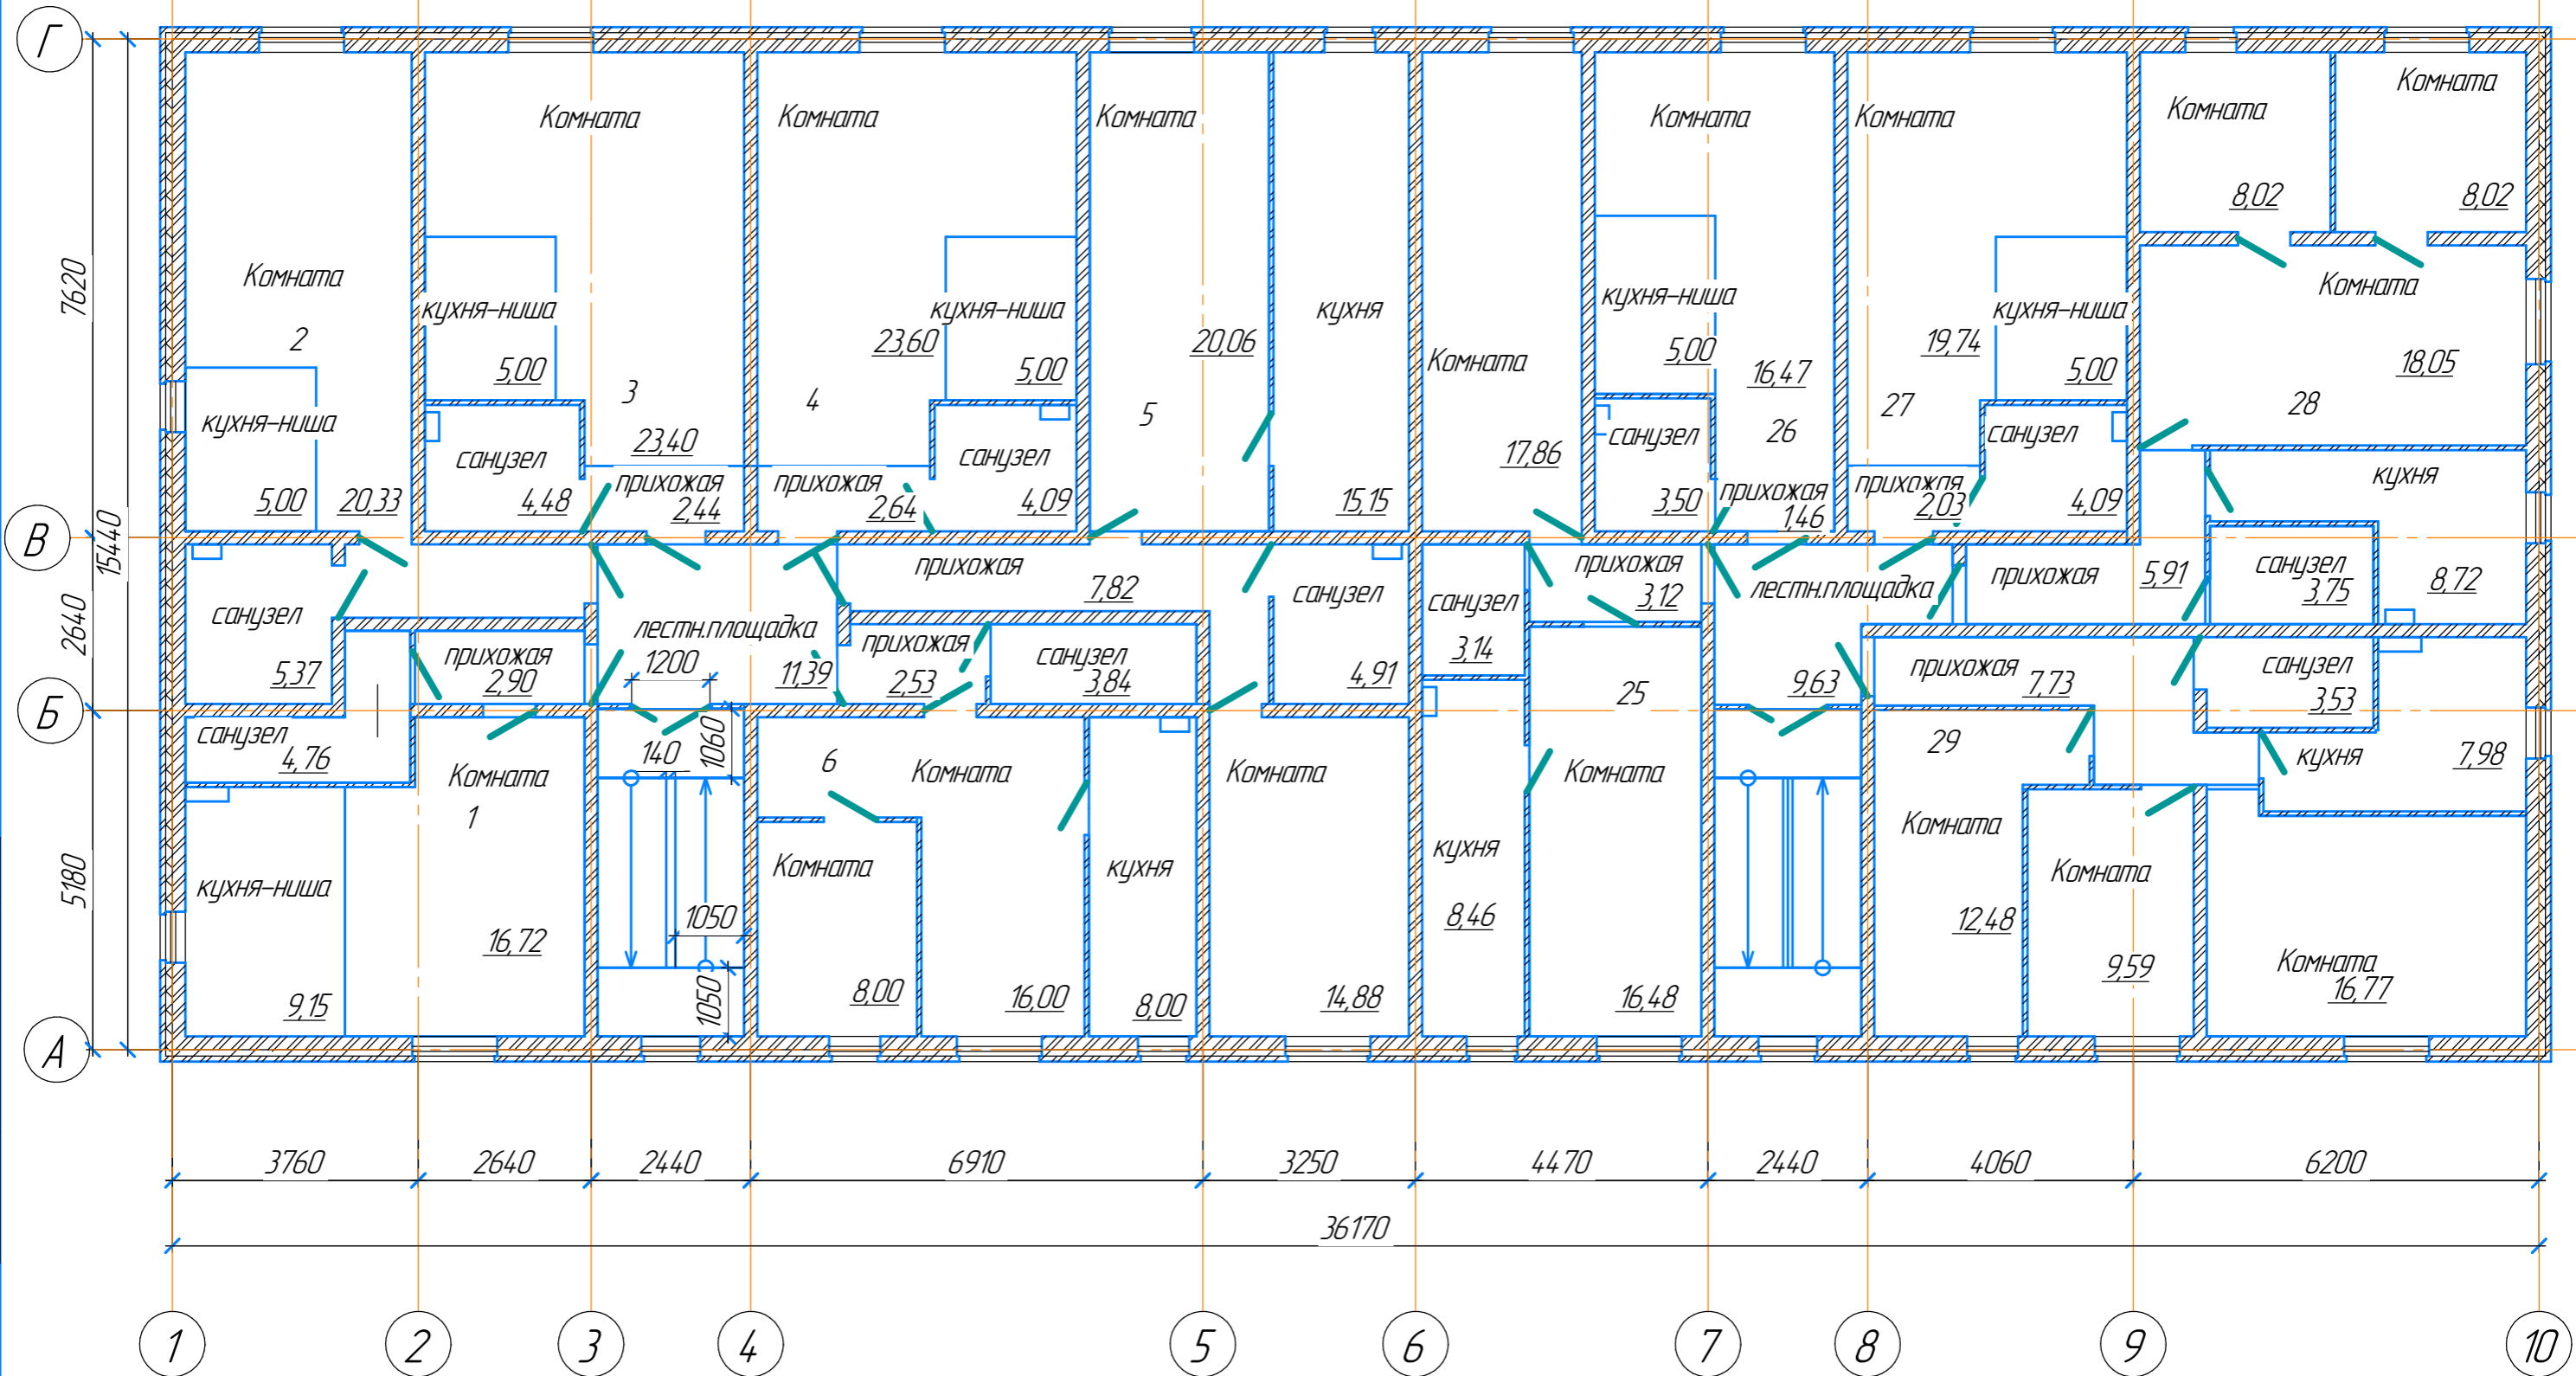 Г
В
Б
А
7620
2640
5180
15440
Комната
2
кухня-ниша
5,00
20,33
Комната
кухня-ниша
5,00
3
23,40
санузел
4,48
прихожая
2,44
Комната
кухня-ниша
23,60
5,00
4
санузел
4,09
прихожая
2,64
Комната
20,06
5
кухня
15,15
Комната
17,86
Комната
кухня-ниша
5,00
16,47
26
санузел
3,50
прихожая
1,46
Комната
19,74
кухня-ниша
5,00
27
санузел
4,09
прихожая
2,03
Комната
8,02
Комната
8,02
Комната
18,05
28
кухня
8,72
санузел
3,75
прихожая
5,91
санузел
5,37
прихожая
2,90
лестн.площадка
1200
11,39
прихожая
7,82
прихожая
2,53
санузел
3,84
санузел
4,91
санузел
3,14
прихожая
3,12
25
лестн.площадка
9,63
прихожая
7,73
санузел
3,53
кухня
7,98
санузел
4,76
Комната
1
16,72
кухня-ниша
9,15
140
1060
1050
1050
6
Комната
16,00
Комната
8,00
кухня
8,00
Комната
14,88
кухня
8,46
Комната
16,48
29
Комната
12,48
Комната
9,59
Комната
16,77
3760 2640 2440 6910 3250 4470 2440 4060 6200
36170
1 2 3 4 5 6 7 8 9 10